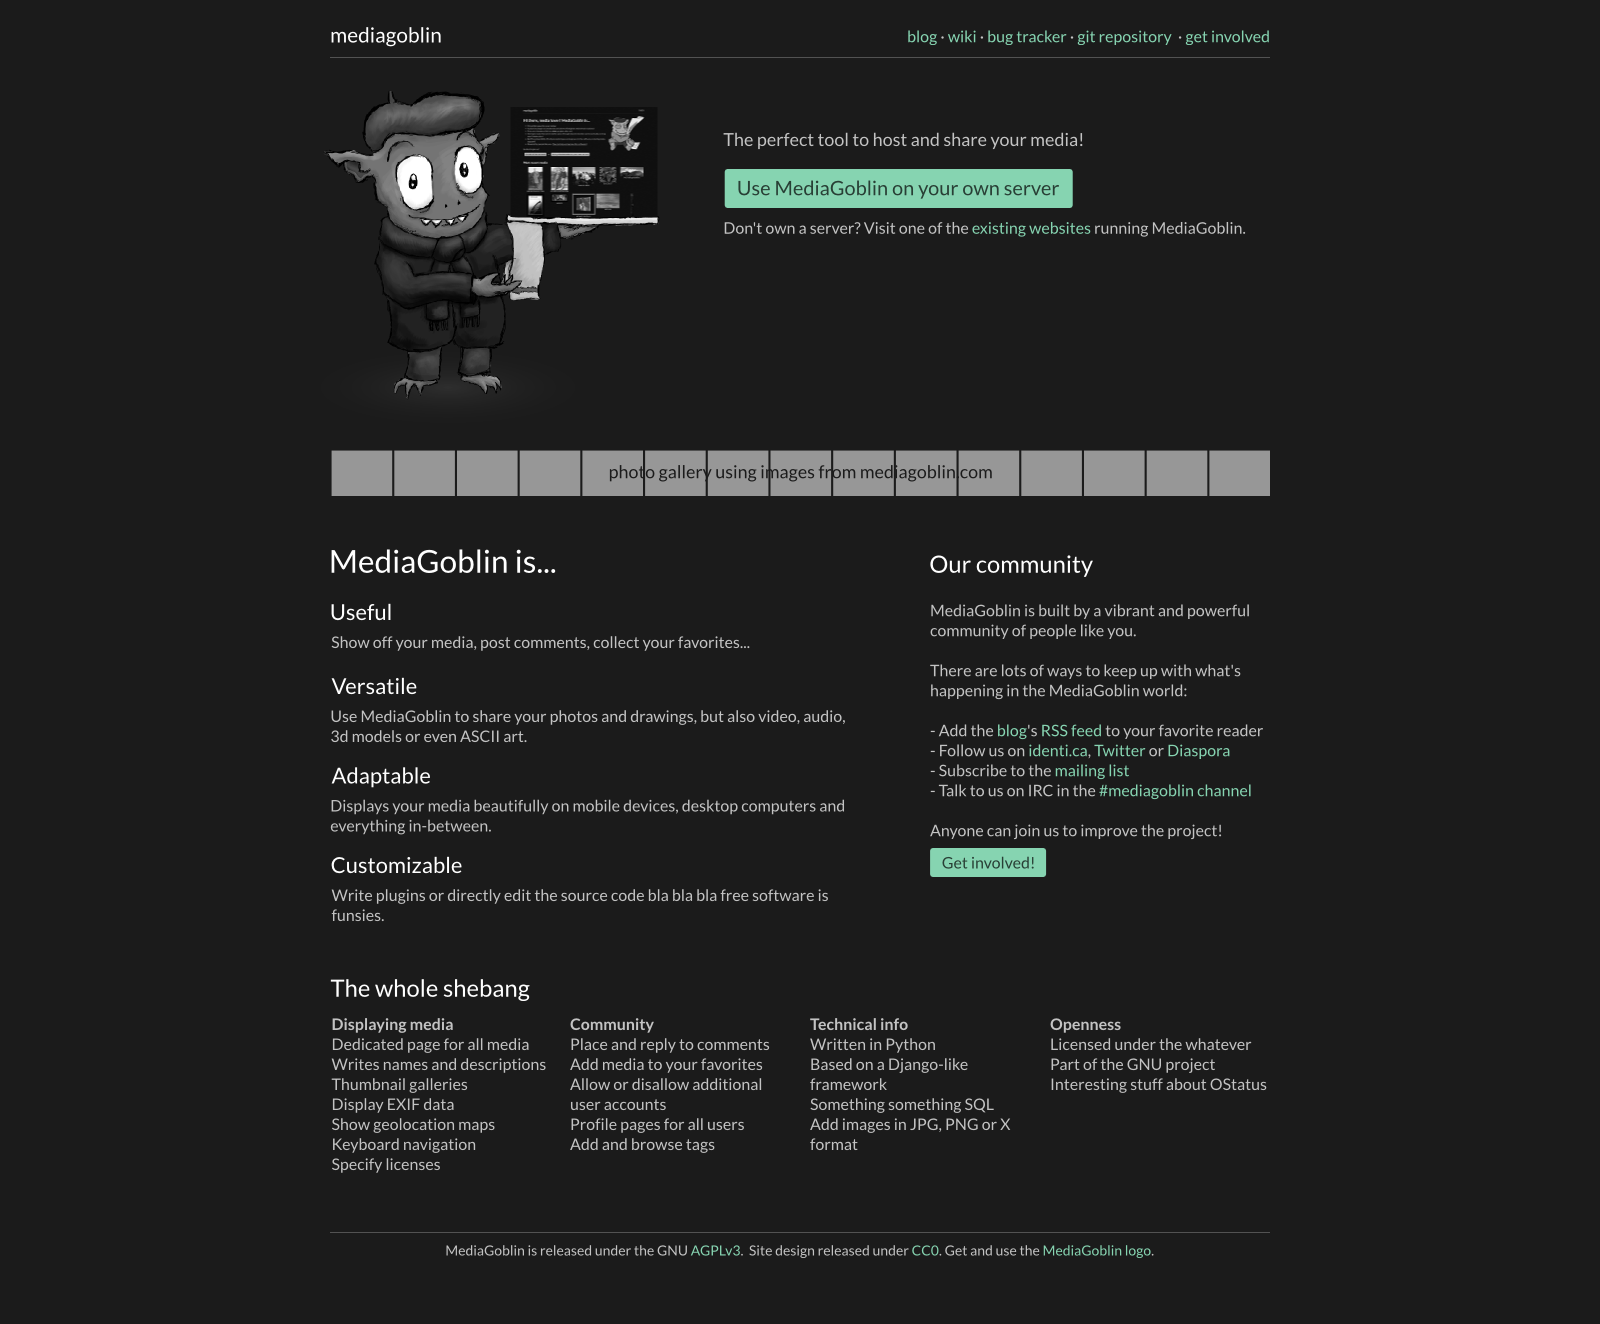 mediagoblin
blog · wiki · bug tracker · git repository · get involved
The perfect tool to host and share your media!
Use MediaGoblin on your own server
Don't own a server? Visit one of the existing websites running MediaGoblin.
photo gallery using images from mediagoblin.com
MediaGoblin is...
Useful
Show off your media, post comments, collect your favorites...
Versatile
Use MediaGoblin to share your photos and drawings, but also video, audio,
3d models or even ASCII art.
Adaptable
Displays your media beautifully on mobile devices, desktop computers and
everything in-between.
Customizable
Write plugins or directly edit the source code bla bla bla free software is
funsies.
Our community
MediaGoblin is built by a vibrant and powerful
community of people like you.
There are lots of ways to keep up with what's
happening in the MediaGoblin world:
- Add the blog's RSS feed to your favorite reader
- Follow us on identi.ca, Twitter or Diaspora
- Subscribe to the mailing list
- Talk to us on IRC in the #mediagoblin channel
Anyone can join us to improve the project!
Get involved!
The whole shebang
Displaying media
Dedicated page for all media
Writes names and descriptions
Thumbnail galleries
Display EXIF data
Show geolocation maps
Keyboard navigation
Specify licenses
Community
Place and reply to comments
Add media to your favorites
Allow or disallow additional
user accounts
Profile pages for all users
Add and browse tags
Technical info
Written in Python
Based on a Django-like
framework
Something something SQL
Add images in JPG, PNG or X
format
Openness
Licensed under the whatever
Part of the GNU project
Interesting stuff about OStatus
MediaGoblin is released under the GNU AGPLv3. Site design released under CC0. Get and use the MediaGoblin logo.